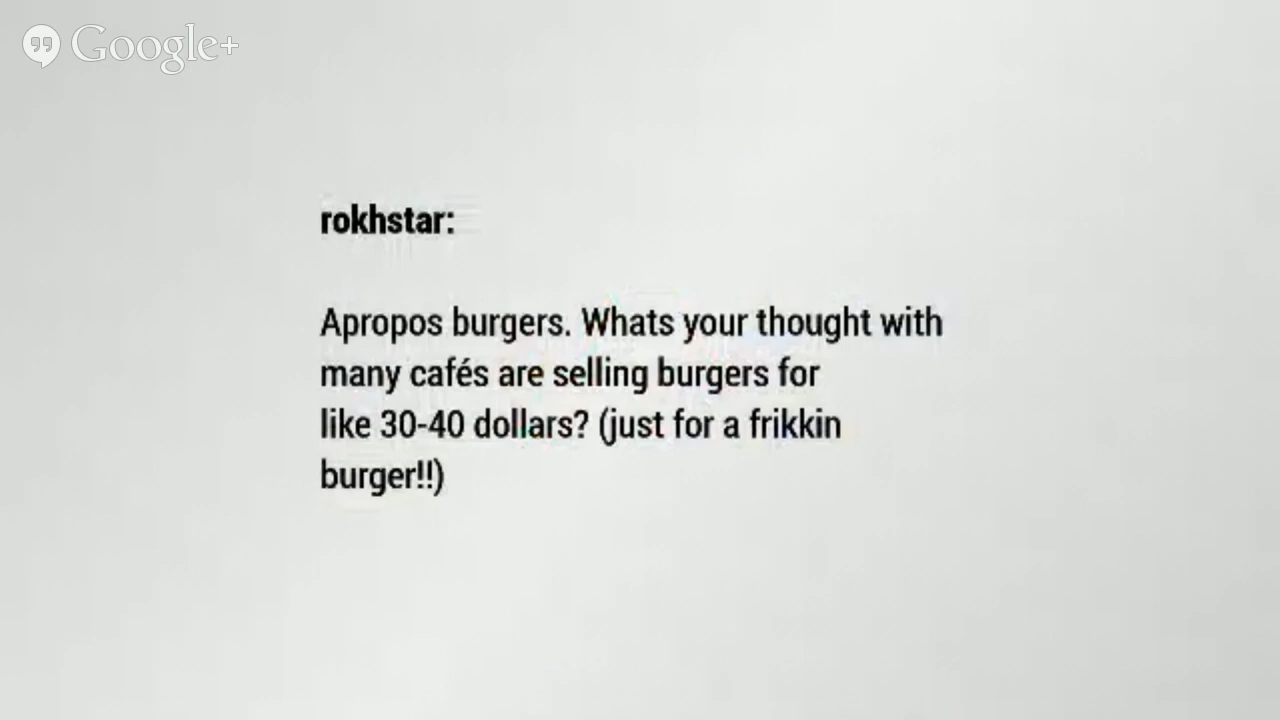 Google+
rokhstar:
Apropos burgers. Whats your thought with
many cafés are selling burgers for
like 30-40 dollars? (just for a frikkin
burger!!)